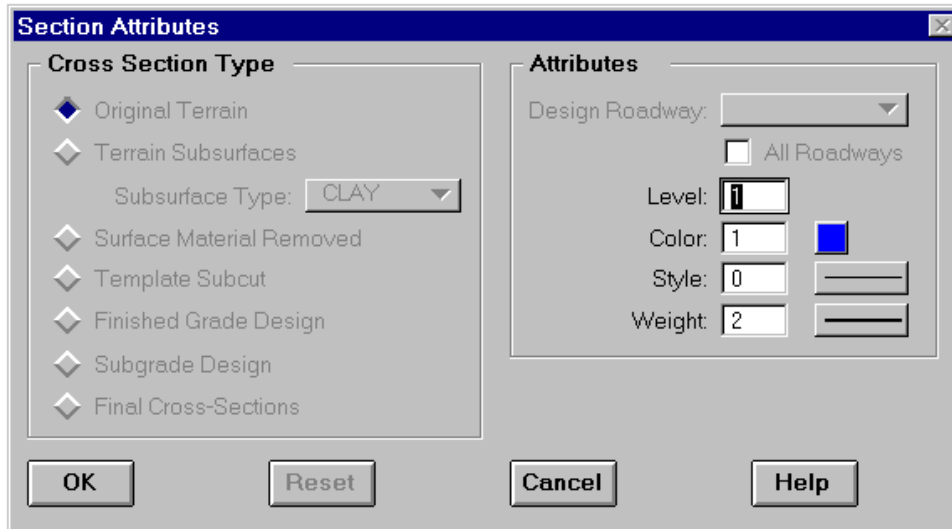 Section Attributes
Cross Section Type
Original Terrain
Terrain Subsurfaces
Subsurface Type: CLAY
Surface Material Removed
Template Subcut
Finished Grade Design
Subgrade Design
Final Cross-Sections
Attributes
Design Roadway:
All Roadways
Level: 1
Color: 1
Style: 0
Weight: 2
OK Reset Cancel Help